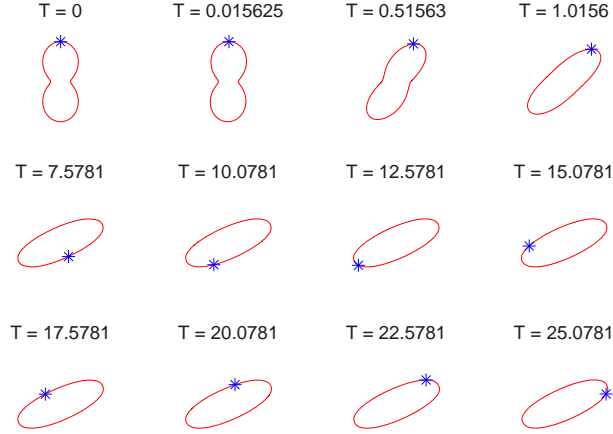 T = 0
T = 0.015625
T = 0.51563
T = 1.0156
T = 7.5781
T = 10.0781
T = 12.5781
T = 15.0781
T = 17.5781
T = 20.0781
T = 22.5781
T = 25.0781